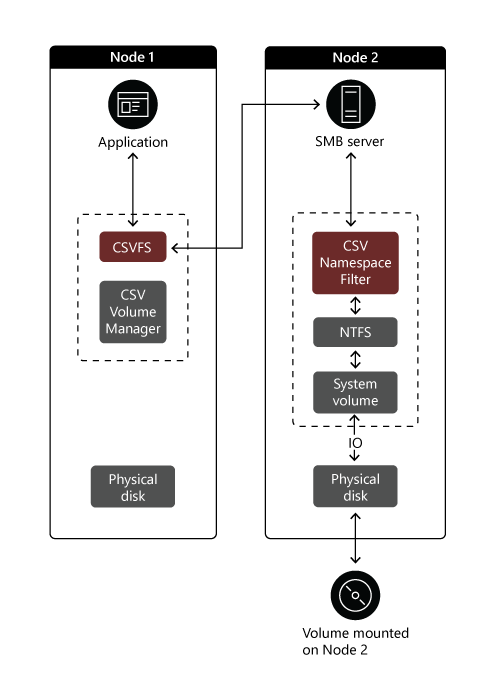 Node 1
Application
CSVFS
CSV
Volume
Manager
Physical
disk
Node 2
SMB server
CSV
Namespace
Filter
NTFS
System
volume
IO
Physical
disk
Volume mounted
on Node 2